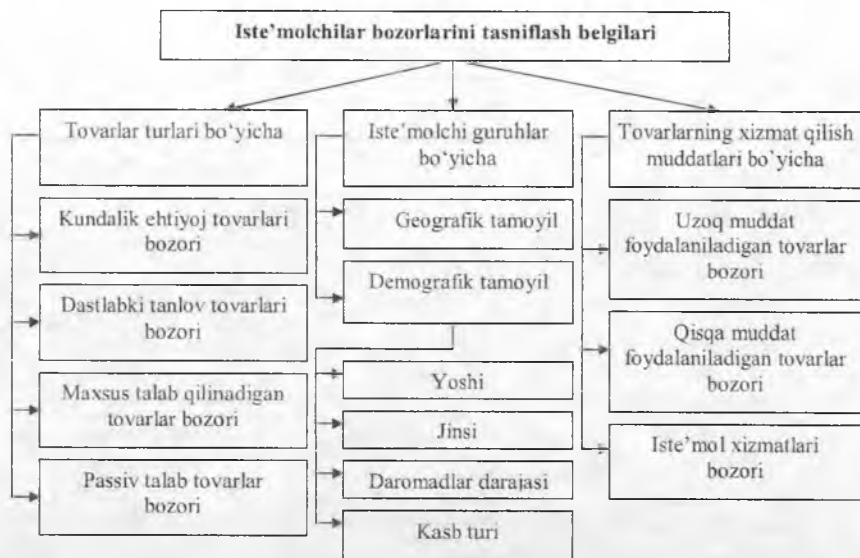 Iste'molchilar bozorlarini tasniflash belgilari
Tovarlar turlari bo'yicha
Kundalik ehtiyoj tovarlari
bozori
Dastlabki tanlov tovarlari
bozori
Maxsus talab qilinadigan
tovarlar bozori
Passiv talab tovarlar
bozori
Iste'molchi guruhlar
bo'yicha
Geografik tamoyil
Demografik tamoyil
Yoshi
Jinsi
Daromadlar darajasi
Kasb turi
Tovarlarning xizmat qilish
muddatlari bo'yicha
Uzoq muddat
foydalaniladigan tovarlar
bozori
Qisqa muddat
foydalaniladigan tovarlar
bozori
Iste'mol xizmatlari
bozori